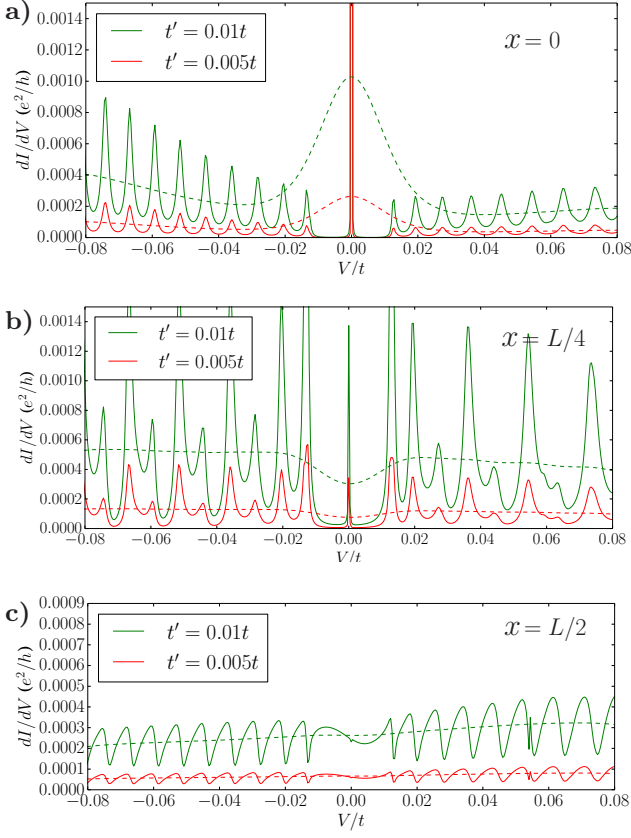 a)
0.0014
0.0012
0.0010
0.0008
0.0006
0.0004
0.0002
0.0000
dI/dV (e²/h)
t′ = 0.01t
t′ = 0.005t
x = 0
−0.08 −0.06 −0.04 −0.02 0.00 0.02 0.04 0.06 0.08
V/t
b)
0.0014
0.0012
0.0010
0.0008
0.0006
0.0004
0.0002
0.0000
dI/dV (e²/h)
t′ = 0.01t
t′ = 0.005t
x = L/4
−0.08 −0.06 −0.04 −0.02 0.00 0.02 0.04 0.06 0.08
V/t
c)
0.0009
0.0008
0.0007
0.0006
0.0005
0.0004
0.0003
0.0002
0.0001
0.0000
dI/dV (e²/h)
t′ = 0.01t
t′ = 0.005t
x = L/2
−0.08 −0.06 −0.04 −0.02 0.00 0.02 0.04 0.06 0.08
V/t